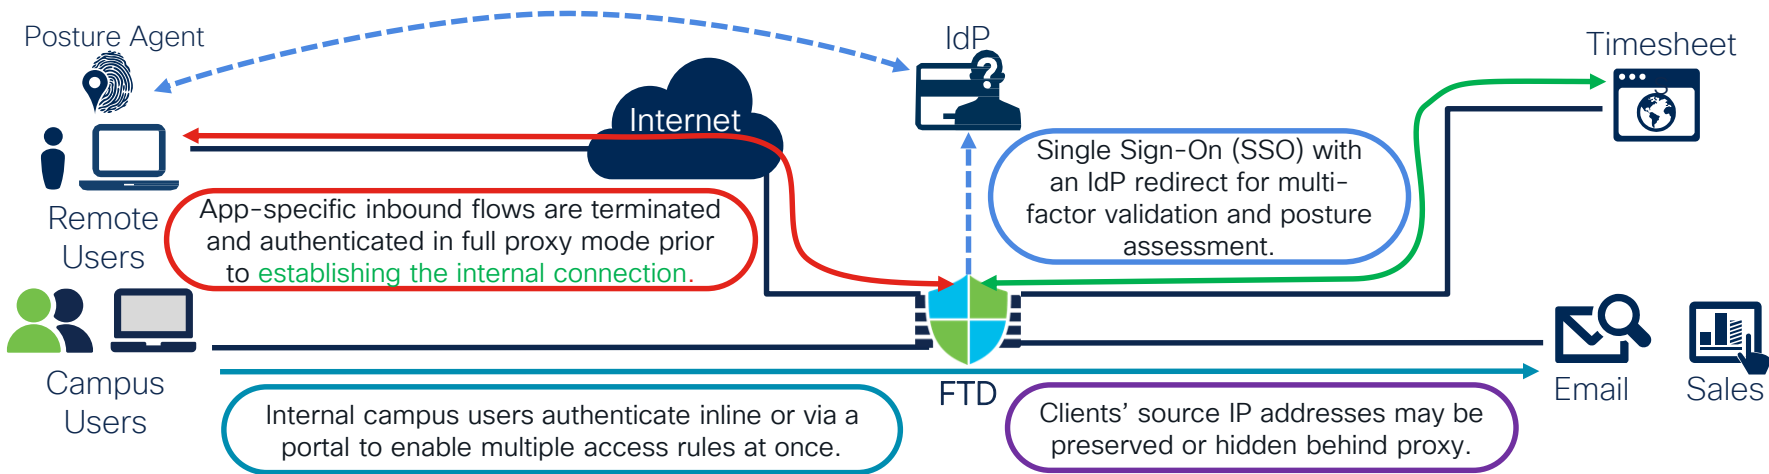 Posture Agent
IdP
Timesheet
Internet
Remote
Users
App-specific inbound flows are terminated
and authenticated in full proxy mode prior
to establishing the internal connection.
Single Sign-On (SSO) with
an IdP redirect for multi-
factor validation and posture
assessment.
?
Campus
Users
FTD
Email
Sales
Internal campus users authenticate inline or via a
portal to enable multiple access rules at once.
Clients’ source IP addresses may be
preserved or hidden behind proxy.